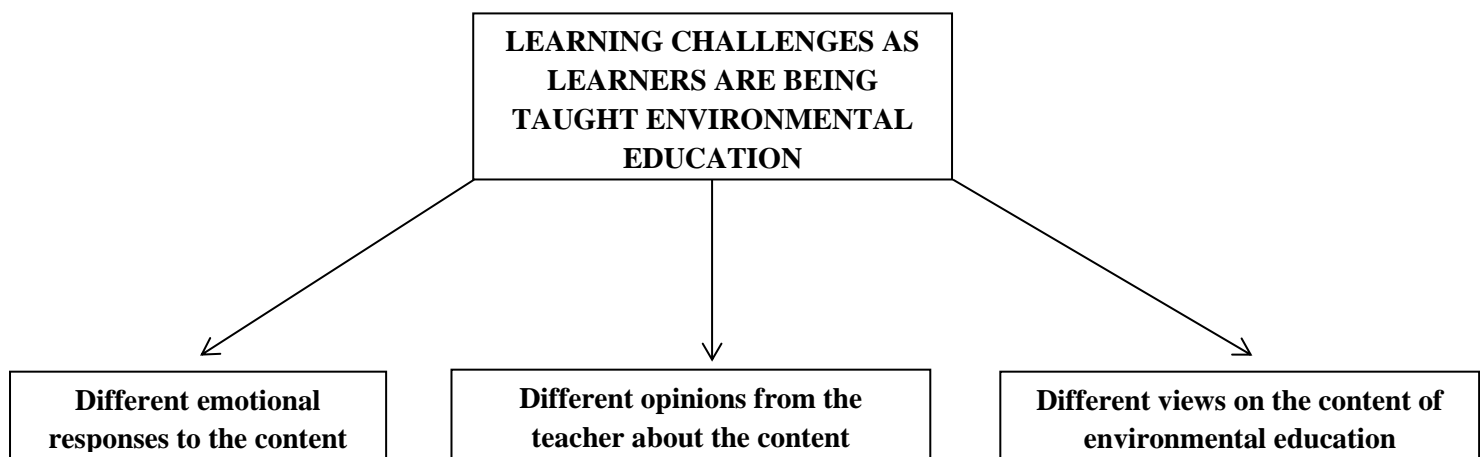 LEARNING CHALLENGES AS
LEARNERS ARE BEING
TAUGHT ENVIRONMENTAL
EDUCATION
Different emotional
responses to the content
Different opinions from the
teacher about the content
Different views on the content of
environmental education